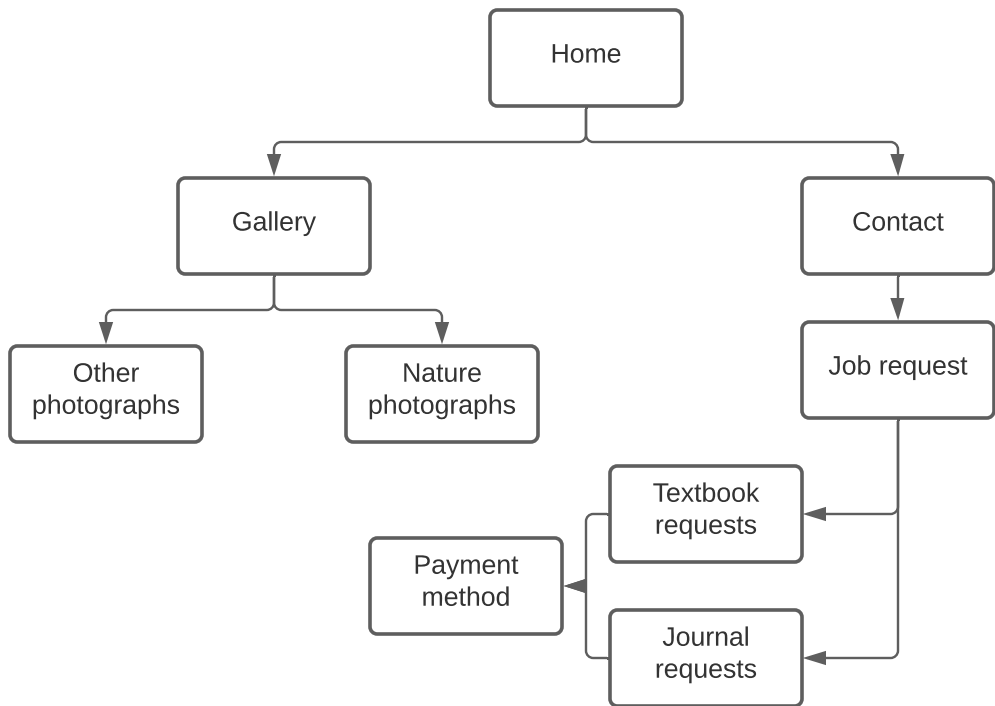 Home
Gallery
Contact
Other
photographs
Nature
photographs
Job request
Textbook
requests
Payment
method
Journal
requests